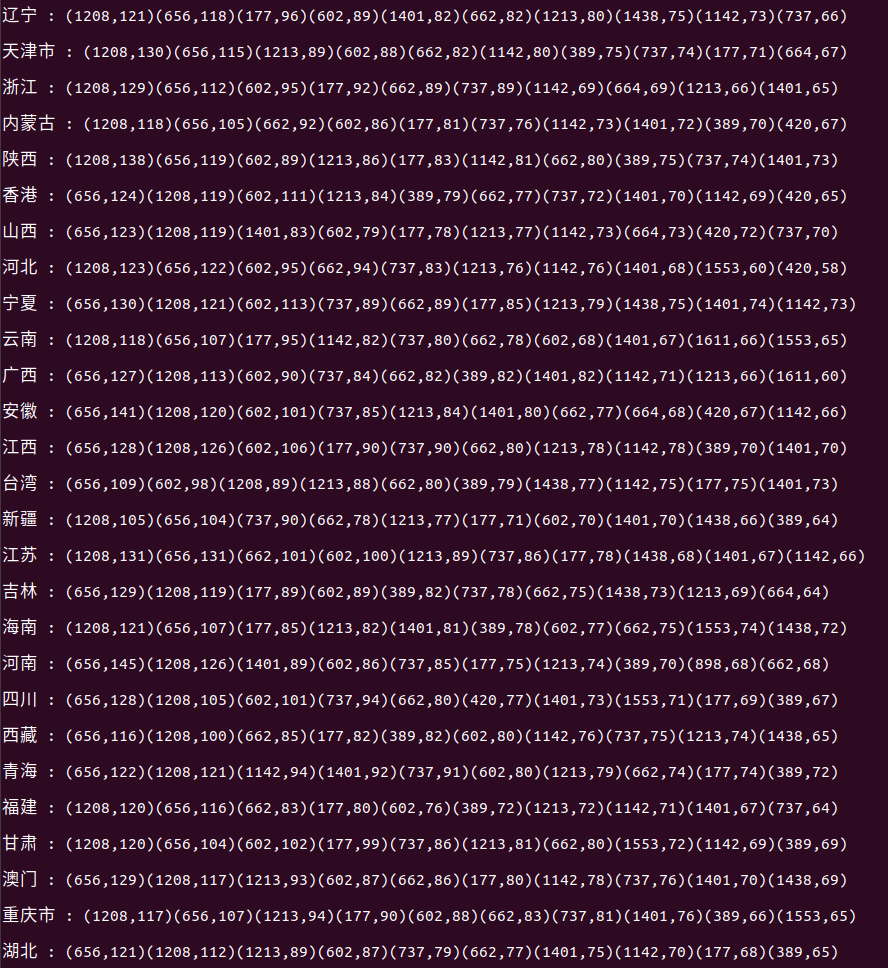 辽宁 : (1208,121)(656,118)(177,96)(602,89)(1401,82)(662,82)(1213,80)(1438,75)(1142,73)(737,66)
天津市 : (1208,130)(656,115)(1213,89)(602,88)(662,82)(1142,80)(389,75)(737,74)(177,71)(664,67)
浙江 : (1208,129)(656,112)(602,95)(177,92)(662,89)(737,89)(1142,69)(664,69)(1213,66)(1401,65)
内蒙古 : (1208,118)(656,105)(662,92)(602,86)(177,81)(737,76)(1142,73)(1401,72)(389,70)(420,67)
陕西 : (1208,138)(656,119)(602,89)(1213,86)(177,83)(1142,81)(662,80)(389,75)(737,74)(1401,73)
香港 : (656,124)(1208,119)(602,111)(1213,84)(389,79)(662,77)(737,72)(1401,70)(1142,69)(420,65)
山西 : (656,123)(1208,119)(1401,83)(602,79)(177,78)(1213,77)(1142,73)(664,73)(420,72)(737,70)
河北 : (1208,123)(656,122)(602,95)(662,94)(737,83)(1213,76)(1142,76)(1401,68)(1553,60)(420,58)
宁夏 : (656,130)(1208,121)(602,113)(737,89)(662,89)(177,85)(1213,79)(1438,75)(1401,74)(1142,73)
云南 : (1208,118)(656,107)(177,95)(1142,82)(737,80)(662,78)(602,68)(1401,67)(1611,66)(1553,65)
广西 : (656,127)(1208,113)(602,90)(737,84)(662,82)(389,82)(1401,82)(1142,71)(1213,66)(1611,60)
安徽 : (656,141)(1208,120)(602,101)(737,85)(1213,84)(1401,80)(662,77)(664,68)(420,67)(1142,66)
江西 : (656,128)(1208,126)(602,106)(177,90)(737,90)(662,80)(1213,78)(1142,78)(389,70)(1401,70)
台湾 : (656,109)(602,98)(1208,89)(1213,88)(662,80)(389,79)(1438,77)(1142,75)(177,75)(1401,73)
新疆 : (1208,105)(656,104)(737,90)(662,78)(1213,77)(177,71)(602,70)(1401,70)(1438,66)(389,64)
江苏 : (1208,131)(656,131)(662,101)(602,100)(1213,89)(737,86)(177,78)(1438,68)(1401,67)(1142,66)
吉林 : (656,129)(1208,119)(177,89)(602,89)(389,82)(737,78)(662,75)(1438,73)(1213,69)(664,64)
海南 : (1208,121)(656,107)(177,85)(1213,82)(1401,81)(389,78)(602,77)(662,75)(1553,74)(1438,72)
河南 : (656,145)(1208,126)(1401,89)(602,86)(737,85)(177,75)(1213,74)(389,70)(898,68)(662,68)
四川 : (656,128)(1208,105)(602,101)(737,94)(662,80)(420,77)(1401,73)(1553,71)(177,69)(389,67)
西藏 : (656,116)(1208,100)(662,85)(177,82)(389,82)(602,80)(1142,76)(737,75)(1213,74)(1438,65)
青海 : (656,122)(1208,121)(1142,94)(1401,92)(737,91)(602,80)(1213,79)(662,74)(177,74)(389,72)
福建 : (1208,120)(656,116)(662,83)(177,80)(602,76)(389,72)(1213,72)(1142,71)(1401,67)(737,64)
甘肃 : (1208,120)(656,104)(602,102)(177,99)(737,86)(1213,81)(662,80)(1553,72)(1142,69)(389,69)
澳门 : (656,129)(1208,117)(1213,93)(602,87)(662,86)(177,80)(1142,78)(737,76)(1401,70)(1438,69)
重庆市 : (1208,117)(656,107)(1213,94)(177,90)(602,88)(662,83)(737,81)(1401,76)(389,66)(1553,65)
湖北 : (656,121)(1208,112)(1213,89)(602,87)(737,79)(662,77)(1401,75)(1142,70)(177,68)(389,65)